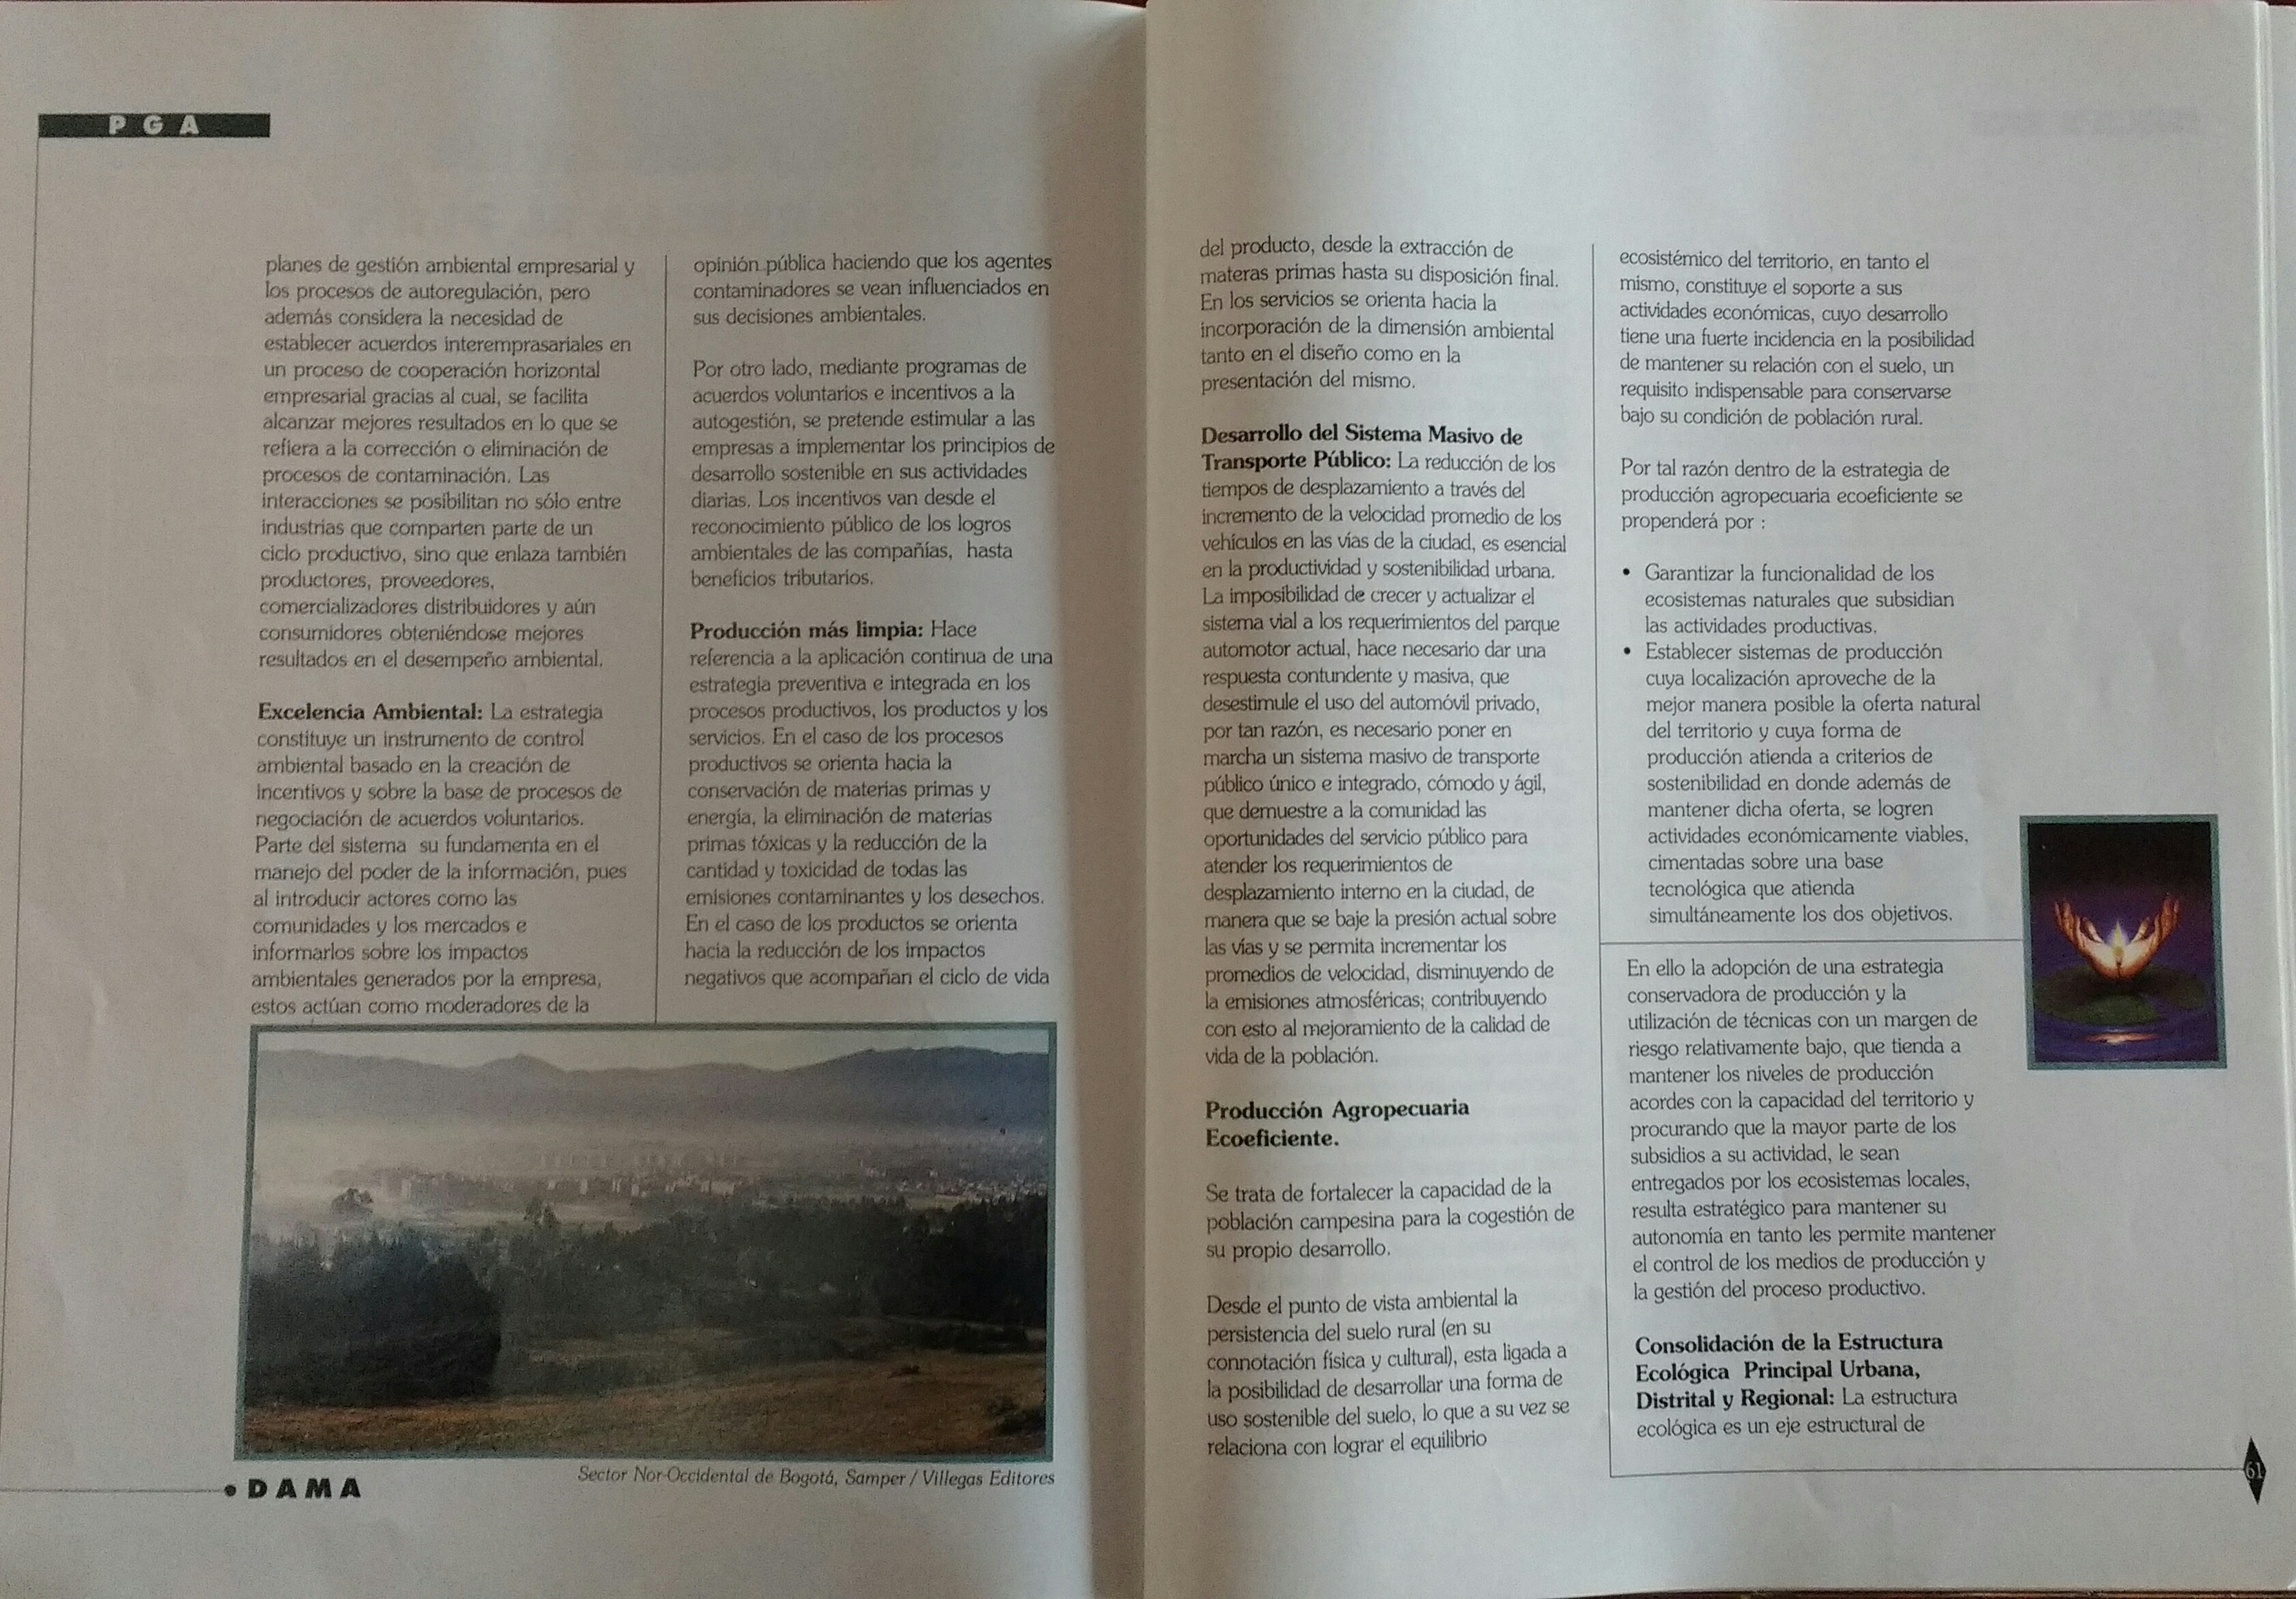 P G A
planes de gestión ambiental empresarial y
los procesos de autoregulación, pero
además considera la necesidad de
establecer acuerdos interemprasariales en
un proceso de cooperación horizontal
empresarial gracias al cual, se facilita
alcanzar mejores resultados en lo que se
refiera a la corrección o eliminación de
procesos de contaminación. Las
interacciones se posibilitan no sólo entre
industrias que comparten parte de un
ciclo productivo, sino que enlaza también
productores, proveedores,
comercializadores distribuidores y aún
consumidores obteniéndose mejores
resultados en el desempeño ambiental.
Excelencia Ambiental: La estrategia
constituye un instrumento de control
ambiental basado en la creación de
incentivos y sobre la base de procesos de
negociación de acuerdos voluntarios.
Parte del sistema su fundamenta en el
manejo del poder de la información, pues
al introducir actores como las
comunidades y los mercados e
informarlos sobre los impactos
ambientales generados por la empresa,
estos actúan como moderadores de la
opinión pública haciendo que los agentes
contaminadores se vean influenciados en
sus decisiones ambientales.
Por otro lado, mediante programas de
acuerdos voluntarios e incentivos a la
autogestión, se pretende estimular a las
empresas a implementar los principios de
desarrollo sostenible en sus actividades
diarias. Los incentivos van desde el
reconocimiento público de los logros
ambientales de las compañías, hasta
beneficios tributarios.
Producción más limpia: Hace
referencia a la aplicación continua de una
estrategia preventiva e integrada en los
procesos productivos, los productos y los
servicios. En el caso de los procesos
productivos se orienta hacia la
conservación de materias primas y
energía, la eliminación de materias
primas tóxicas y la reducción de la
cantidad y toxicidad de todas las
emisiones contaminantes y los desechos.
En el caso de los productos se orienta
hacia la reducción de los impactos
negativos que acompañan el ciclo de vida
Sector Nor-Occidental de Bogotá, Samper / Villegas Editores
• DAMA
del producto, desde la extracción de
materas primas hasta su disposición final.
En los servicios se orienta hacia la
incorporación de la dimensión ambiental
tanto en el diseño como en la
presentación del mismo.
Desarrollo del Sistema Masivo de
Transporte Público: La reducción de los
tiempos de desplazamiento a través del
incremento de la velocidad promedio de los
vehículos en las vías de la ciudad, es esencial
en la productividad y sostenibilidad urbana.
La imposibilidad de crecer y actualizar el
sistema vial a los requerimientos del parque
automotor actual, hace necesario dar una
respuesta contundente y masiva, que
desestimule el uso del automóvil privado,
por tan razón, es necesario poner en
marcha un sistema masivo de transporte
público único e integrado, cómodo y ágil,
que demuestre a la comunidad las
oportunidades del servicio público para
atender los requerimientos de
desplazamiento interno en la ciudad, de
manera que se baje la presión actual sobre
las vías y se permita incrementar los
promedios de velocidad, disminuyendo de
la emisiones atmosféricas; contribuyendo
con esto al mejoramiento de la calidad de
vida de la población.
Producción Agropecuaria
Ecoeficiente.
Se trata de fortalecer la capacidad de la
población campesina para la cogestión de
su propio desarrollo.
Desde el punto de vista ambiental la
persistencia del suelo rural (en su
connotación física y cultural), esta ligada a
la posibilidad de desarrollar una forma de
uso sostenible del suelo, lo que a su vez se
relaciona con lograr el equilibrio
ecosistémico del territorio, en tanto el
mismo, constituye el soporte a sus
actividades económicas, cuyo desarrollo
tiene una fuerte incidencia en la posibilidad
de mantener su relación con el suelo, un
requisito indispensable para conservarse
bajo su condición de población rural.
Por tal razón dentro de la estrategia de
producción agropecuaria ecoeficiente se
propenderá por :
• Garantizar la funcionalidad de los
ecosistemas naturales que subsidian
las actividades productivas.
• Establecer sistemas de producción
cuya localización aproveche de la
mejor manera posible la oferta natural
del territorio y cuya forma de
producción atienda a criterios de
sostenibilidad en donde además de
mantener dicha oferta, se logren
actividades económicamente viables,
cimentadas sobre una base
tecnológica que atienda
simultáneamente los dos objetivos.
En ello la adopción de una estrategia
conservadora de producción y la
utilización de técnicas con un margen de
riesgo relativamente bajo, que tienda a
mantener los niveles de producción
acordes con la capacidad del territorio y
procurando que la mayor parte de los
subsidios a su actividad, le sean
entregados por los ecosistemas locales,
resulta estratégico para mantener su
autonomía en tanto les permite mantener
el control de los medios de producción y
la gestión del proceso productivo.
Consolidación de la Estructura
Ecológica Principal Urbana,
Distrital y Regional: La estructura
ecológica es un eje estructural de
61